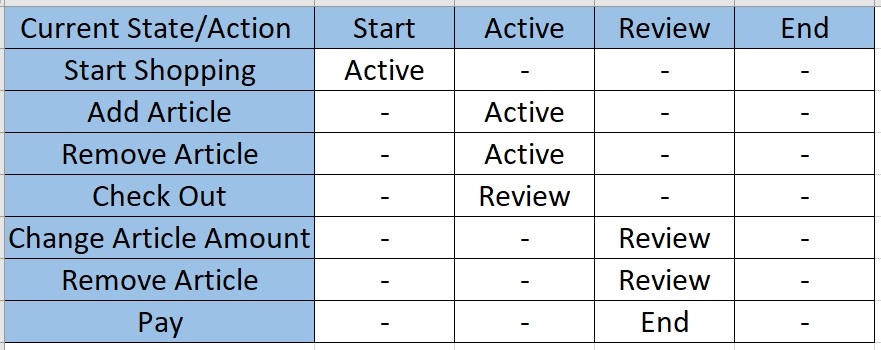 Current State/Action Start Active Review End
Start Shopping Active - - -
Add Article - Active - -
Remove Article - Active - -
Check Out - Review - -
Change Article Amount - - Review -
Remove Article - - Review -
Pay - - End -